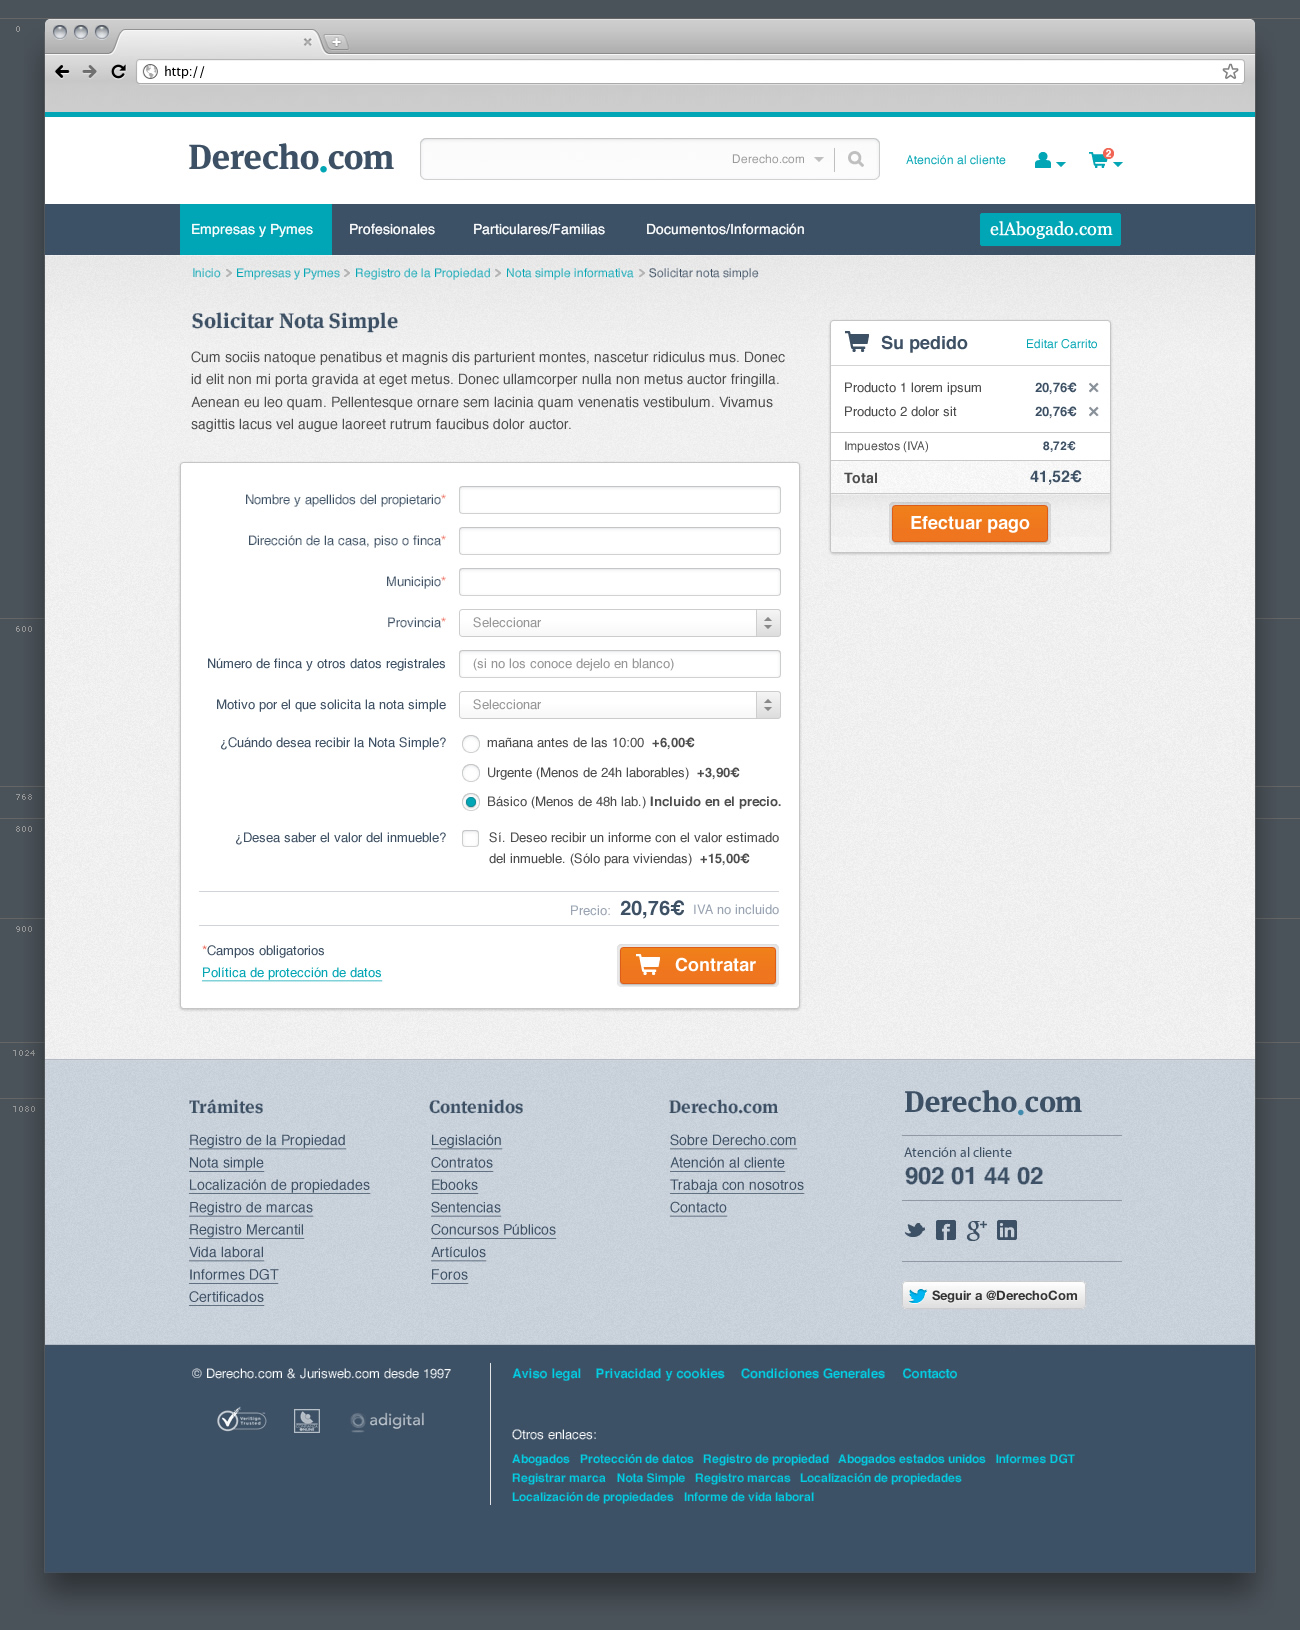 0
http://
Derecho.com
Derecho.com
Atención al cliente
2
Empresas y Pymes
Profesionales
Particulares/Familias
Documentos/Información
elAbogado.com
Inicio > Empresas y Pymes > Registro de la Propiedad > Nota simple informativa > Solicitar nota simple
Solicitar Nota Simple
Cum sociis natoque penatibus et magnis dis parturient montes, nascetur ridiculus mus. Donec
id elit non mi porta gravida at eget metus. Donec ullamcorper nulla non metus auctor fringilla.
Aenean eu leo quam. Pellentesque ornare sem lacinia quam venenatis vestibulum. Vivamus
sagittis lacus vel augue laoreet rutrum faucibus dolor auctor.
Su pedido
Editar Carrito
Producto 1 lorem ipsum 20,76€
Producto 2 dolor sit 20,76€
Impuestos (IVA) 8,72€
Total 41,52€
Efectuar pago
Nombre y apellidos del propietario*
Dirección de la casa, piso o finca*
Municipio*
Provincia* Seleccionar
600
Número de finca y otros datos registrales (si no los conoce dejelo en blanco)
Motivo por el que solicita la nota simple Seleccionar
¿Cuándo desea recibir la Nota Simple? mañana antes de las 10:00 +6,00€
Urgente (Menos de 24h laborables) +3,90€
768
Básico (Menos de 48h lab.) Incluido en el precio.
800
¿Desea saber el valor del inmueble? Sí. Deseo recibir un informe con el valor estimado
del inmueble. (Sólo para viviendas) +15,00€
Precio: 20,76€ IVA no incluido
900
*Campos obligatorios
Política de protección de datos
Contratar
1024
1080
Trámites
Registro de la Propiedad
Nota simple
Localización de propiedades
Registro de marcas
Registro Mercantil
Vida laboral
Informes DGT
Certificados
Contenidos
Legislación
Contratos
Ebooks
Sentencias
Concursos Públicos
Artículos
Foros
Derecho.com
Sobre Derecho.com
Atención al cliente
Trabaja con nosotros
Contacto
Derecho.com
Atención al cliente
902 01 44 02
Seguir a @DerechoCom
© Derecho.com & Jurisweb.com desde 1997
VeriSign
Trusted
adigital
Aviso legal Privacidad y cookies Condiciones Generales Contacto
Otros enlaces:
Abogados Protección de datos Registro de propiedad Abogados estados unidos Informes DGT
Registrar marca Nota Simple Registro marcas Localización de propiedades
Localización de propiedades Informe de vida laboral